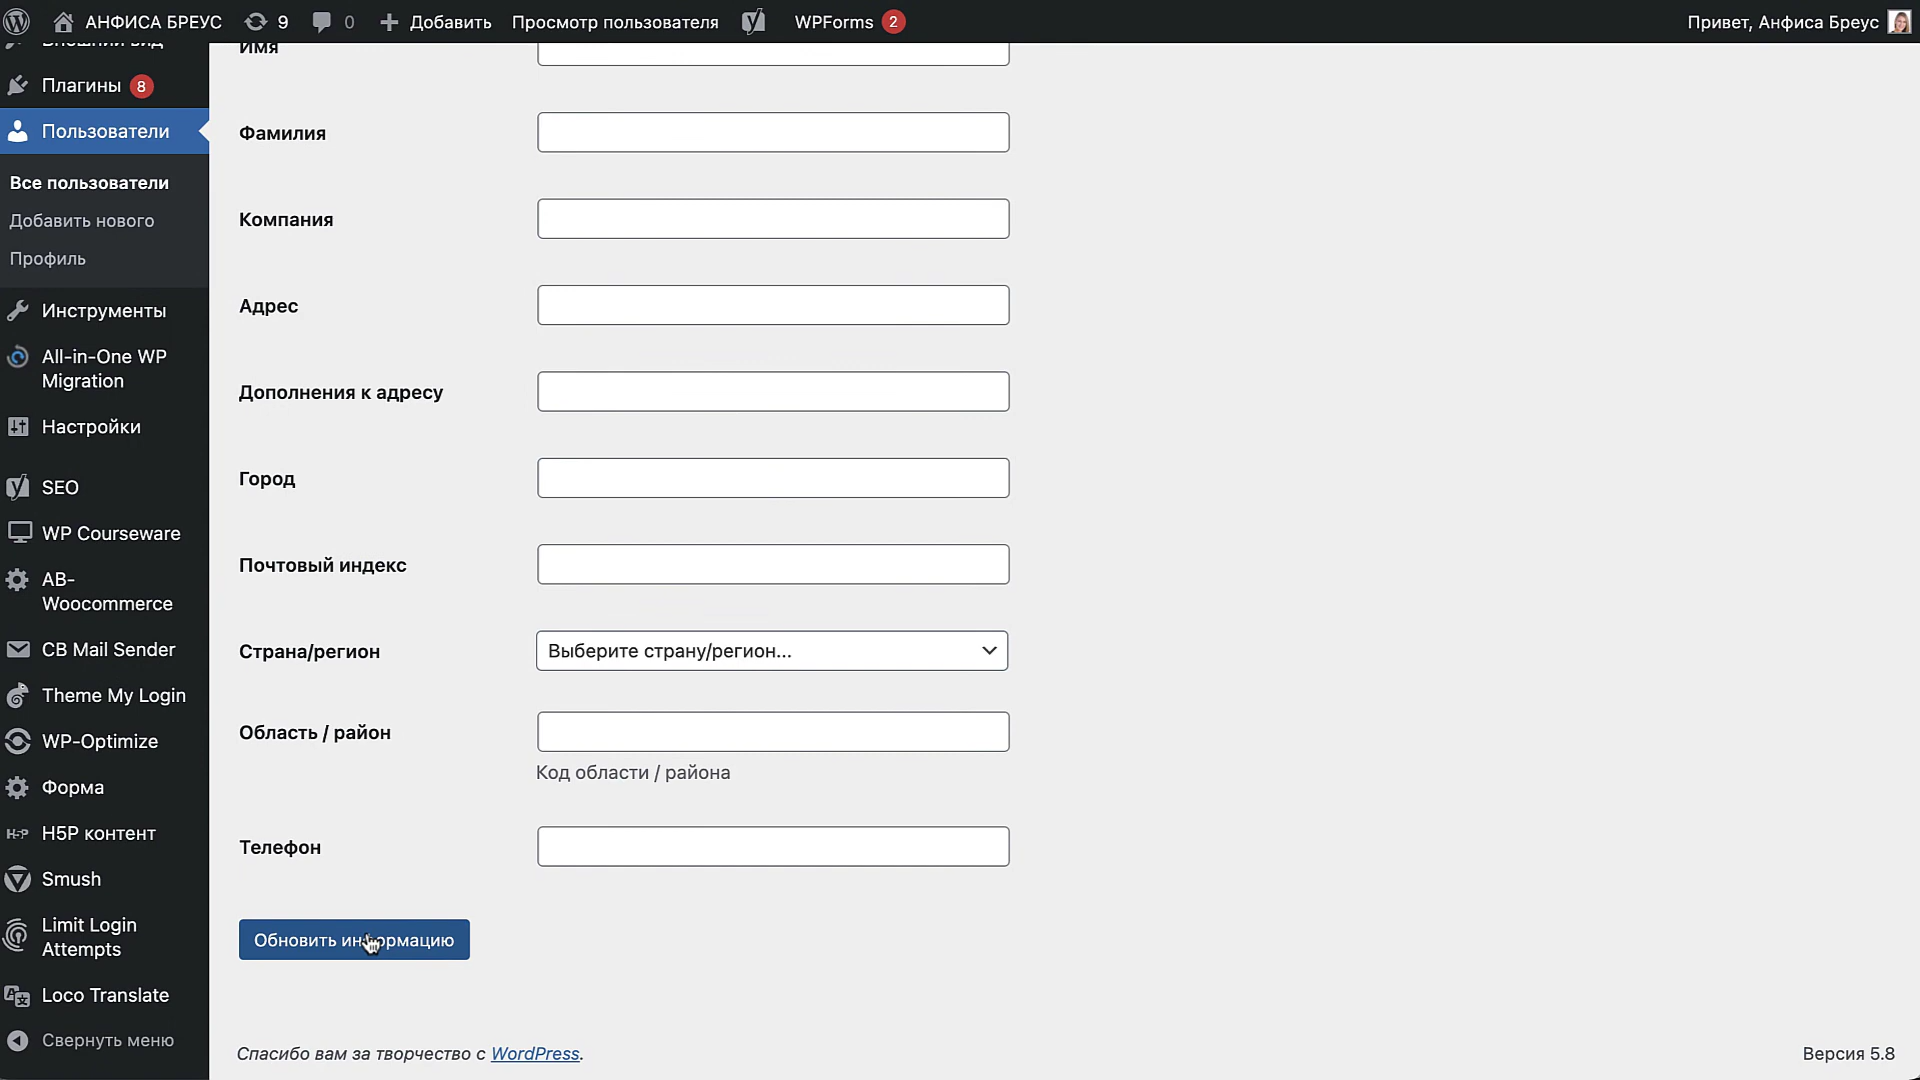 АНФИСА БРЕУС 9 0 Добавить Просмотр пользователя WPForms 2 Привет, Анфиса Бреус
Внешний вид
Плагины 8
Пользователи
Все пользователи
Добавить нового
Профиль
Инструменты
All-in-One WP
Migration
Настройки
SEO
WP Courseware
AB-
Woocommerce
CB Mail Sender
Theme My Login
WP-Optimize
Форма
H5P H5P контент
Smush
Limit Login
Attempts
Loco Translate
Свернуть меню
Имя
Фамилия
Компания
Адрес
Дополнения к адресу
Город
Почтовый индекс
Страна/регион Выберите страну/регион...
Область / район
Код области / района
Телефон
Обновить информацию
Спасибо вам за творчество с WordPress.
Версия 5.8